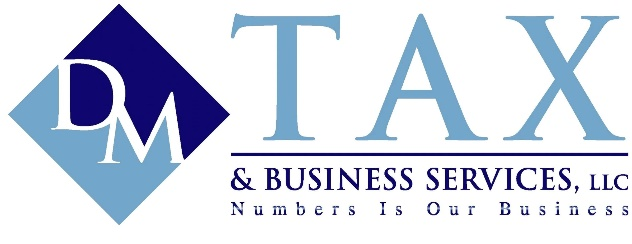 DM
TAX
& BUSINESS SERVICES, LLC
Numbers Is Our Business